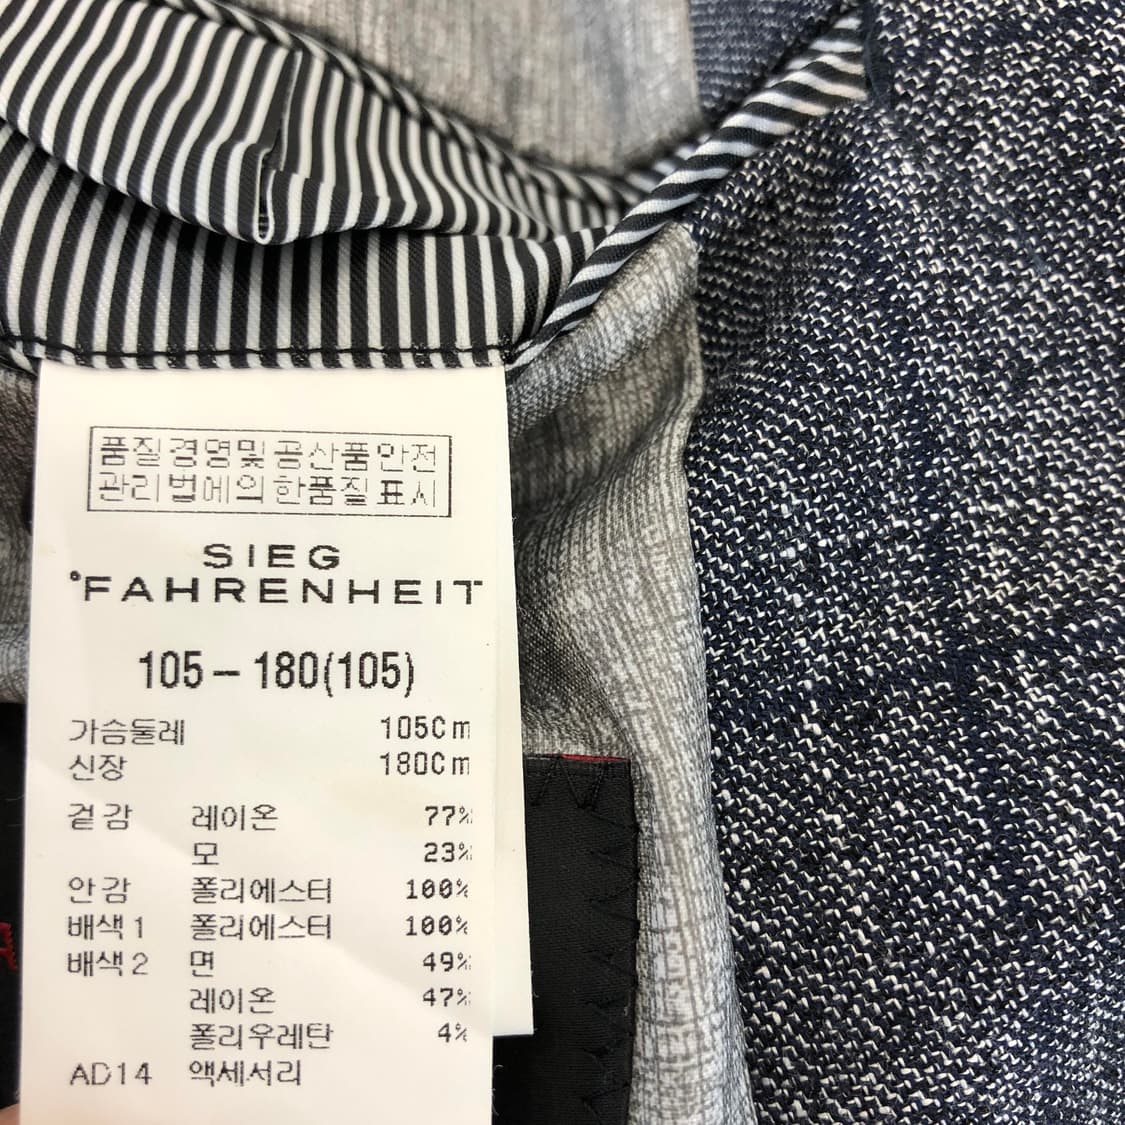 품질경영및 공산품안전
관리법에의한품질표시
SIEG
°FAHRENHEIT
105 – 180(105)
가슴둘레 105Cm
신장 180Cm
겉감 레이온 77%
모 23%
안감 폴리에스터 100%
배색1 폴리에스터 100%
배색2 면 49%
레이온 47%
폴리우레탄 4%
AD14 액세서리